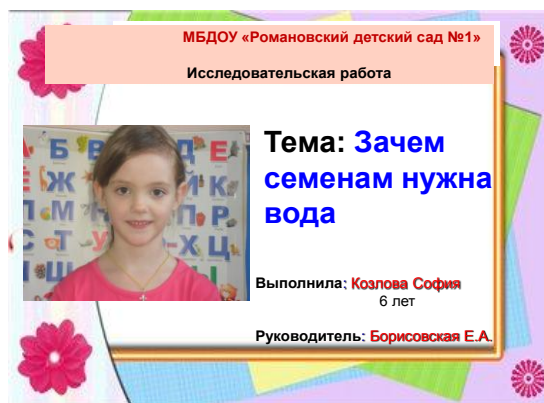 МБДОУ «Романовский детский сад №1»
Исследовательская работа
Тема: Зачем
семенам нужна
вода
Выполнила: Козлова София
6 лет
Руководитель: Борисовская Е.А.